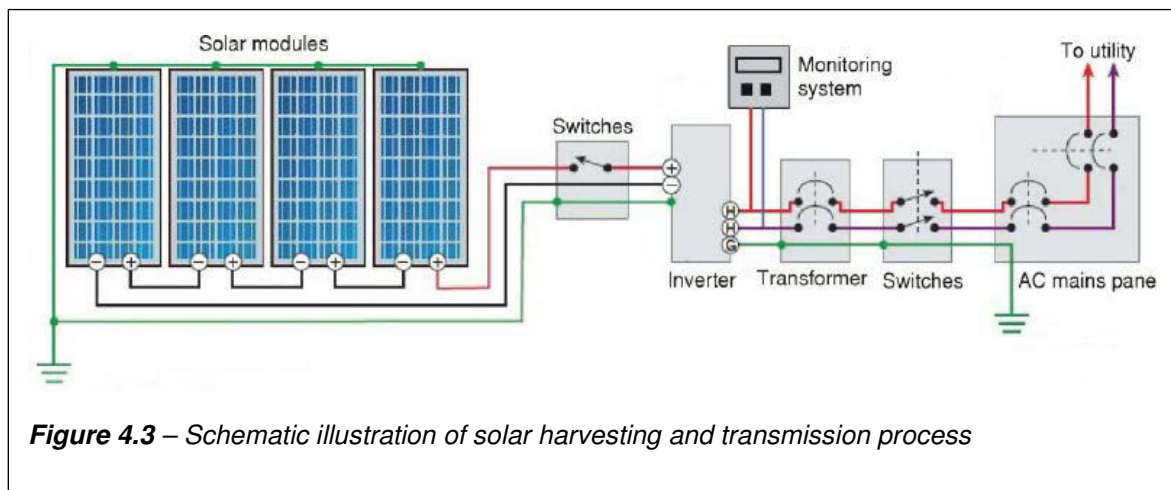 Solar modules
To utility
Monitoring
system
Switches
− + − + − + − +
+
−
H
H
G
Inverter
Transformer
Switches
AC mains pane
Figure 4.3 – Schematic illustration of solar harvesting and transmission process